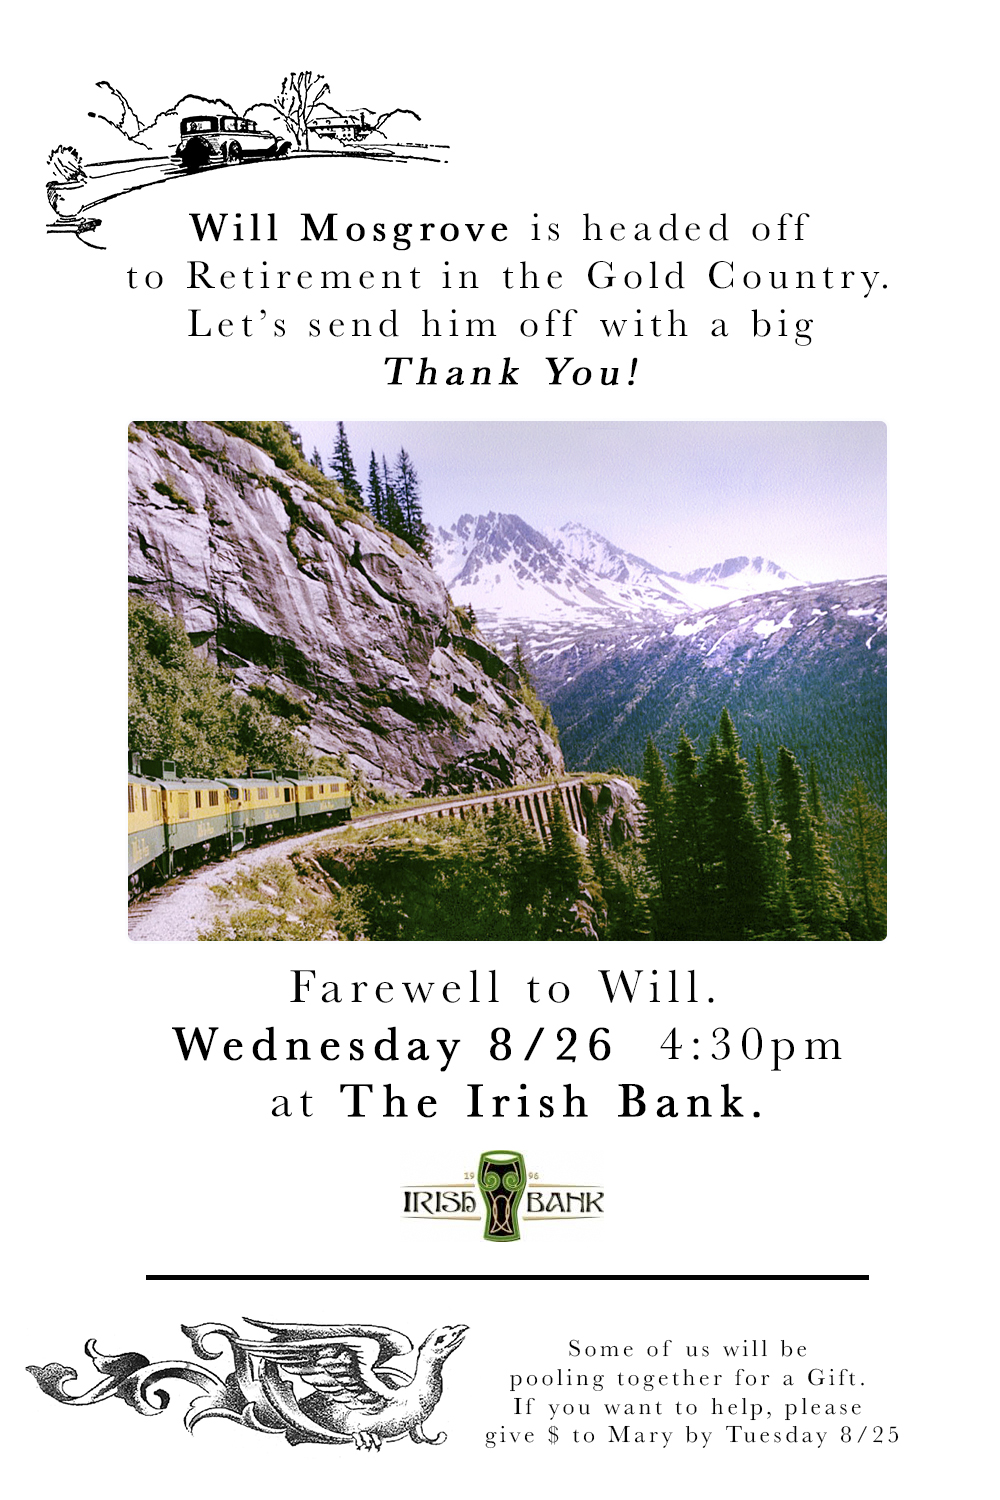 Will Mosgrove is headed off
to Retirement in the Gold Country.
Let’s send him off with a big
Thank You!
Farewell to Will.
Wednesday 8/26 4:30pm
at The Irish Bank.
19 96
IRISH BANK
Some of us will be
pooling together for a Gift.
If you want to help, please
give $ to Mary by Tuesday 8/25